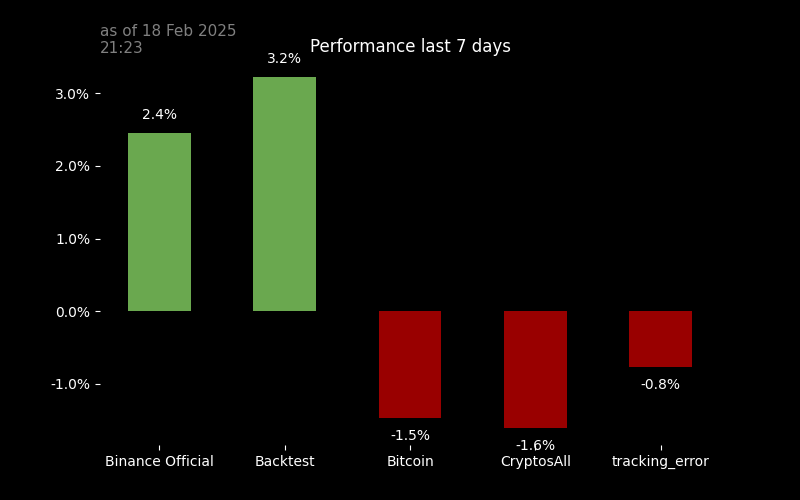 as of 18 Feb 2025
21:23
Performance last 7 days
3.2%
3.0%
2.4%
2.0%
1.0%
0.0%
-1.0%
-0.8%
-1.5%
-1.6%
Binance Official
Backtest
Bitcoin
CryptosAll
tracking_error